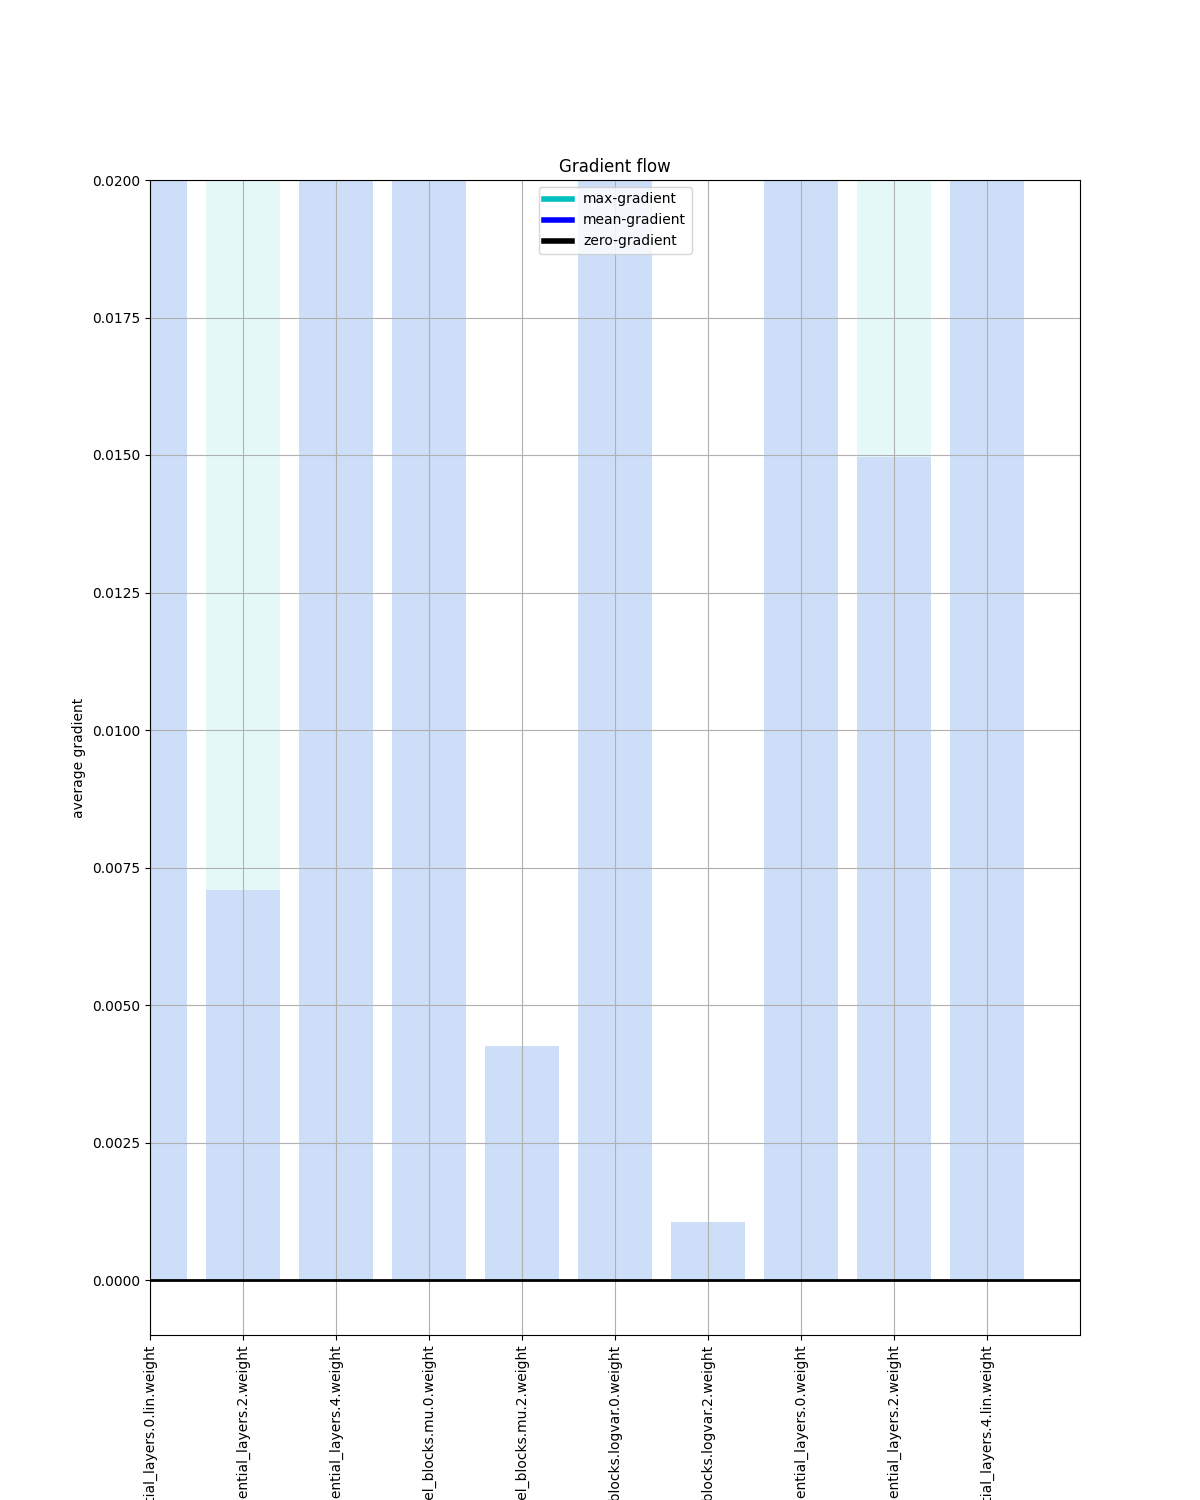 Gradient flow
max-gradient
mean-gradient
zero-gradient
average gradient
0.0200
0.0175
0.0150
0.0125
0.0100
0.0075
0.0050
0.0025
0.0000
tial_layers.0.lin.weight
ential_layers.2.weight
ential_layers.4.weight
el_blocks.mu.0.weight
el_blocks.mu.2.weight
blocks.logvar.0.weight
blocks.logvar.2.weight
ential_layers.0.weight
ential_layers.2.weight
tial_layers.4.lin.weight